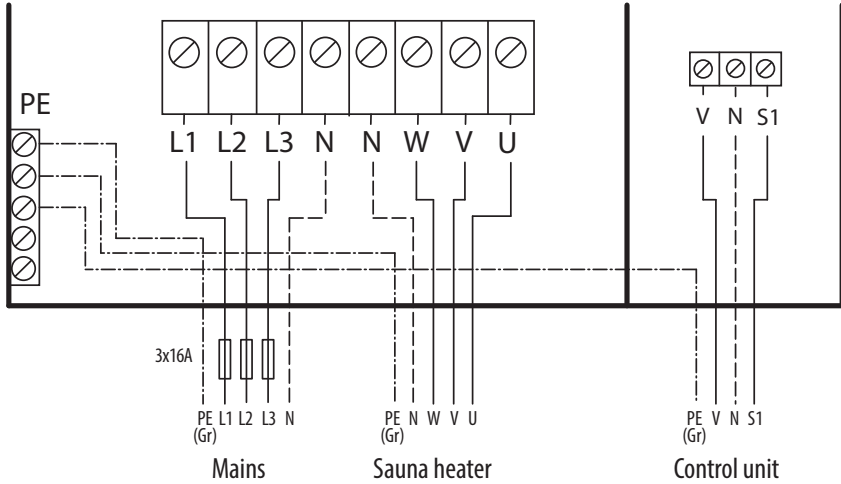 PE
L1 L2 L3 N N W V U
V N S1
3x16A
PE L1 L2 L3 N
(Gr)
Mains
PE N W V U
(Gr)
Sauna heater
PE V N S1
(Gr)
Control unit